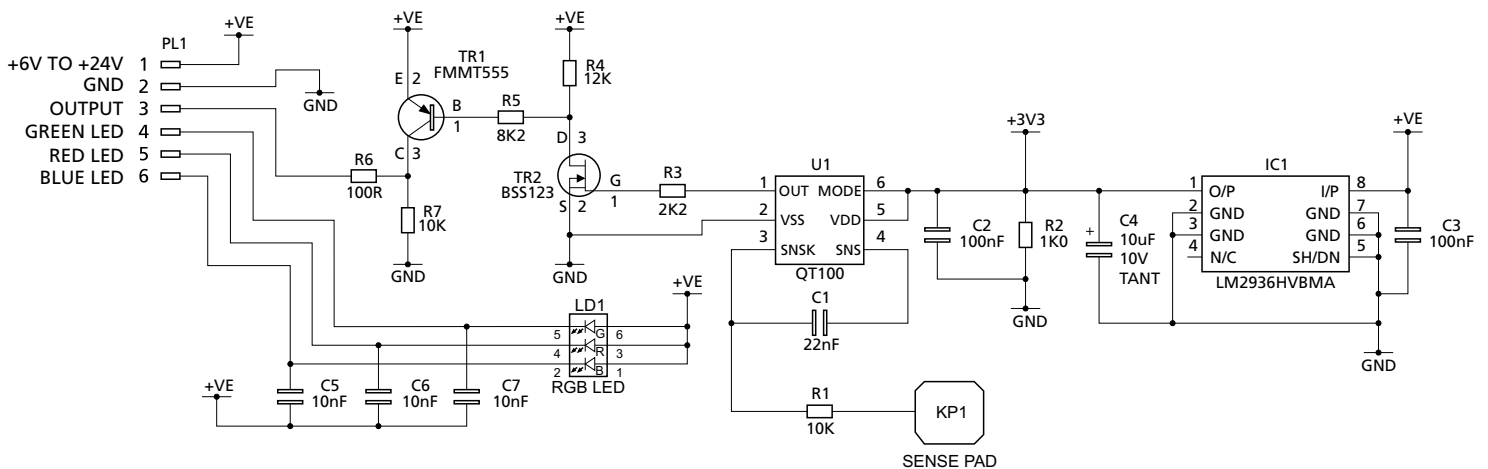 PL1
+VE
+6V TO +24V 1
GND 2
OUTPUT 3
GREEN LED 4
RED LED 5
BLUE LED 6
GND
+VE
E 2
TR1
FMMT555
B
1
C 3
R6
100R
R7
10K
GND
R5
8K2
+VE
R4
12K
D 3
TR2
BSS123
G
1
S 2
GND
R3
2K2
U1
1 OUT MODE 6
2 VSS VDD 5
3 SNSK SNS 4
QT100
C1
22nF
R1
10K
KP1
SENSE PAD
+VE
LD1
5 G 6
4 R 3
2 B 1
RGB LED
+VE
C5
10nF
C6
10nF
C7
10nF
+3V3
C2
100nF
R2
1K0
GND
+
C4
10uF
10V
TANT
IC1
1 O/P I/P 8
2 GND GND 7
3 GND GND 6
4 N/C SH/DN 5
LM2936HVBMA
+VE
C3
100nF
GND